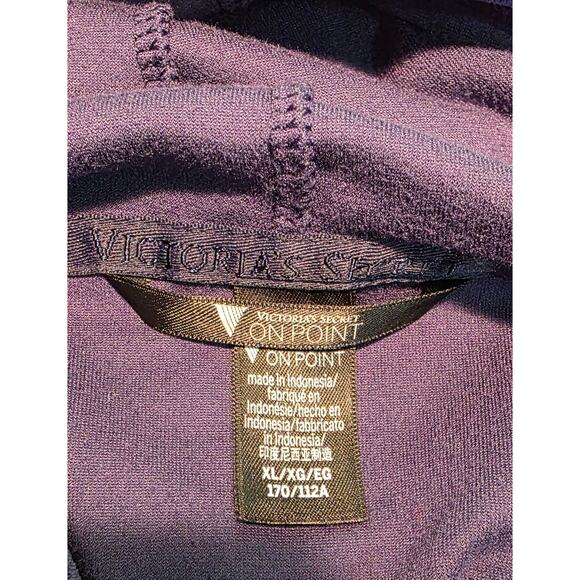 VICTORIA'S SECRET
VICTORIA'S SECRET
ON POINT
ON POINT
made in Indonesia/
fabriqué en
Indonésie/hecho en
Indonesia/fabbricato
in Indonesia/
印度尼西亚制造
XL/XG/EG
170/112A